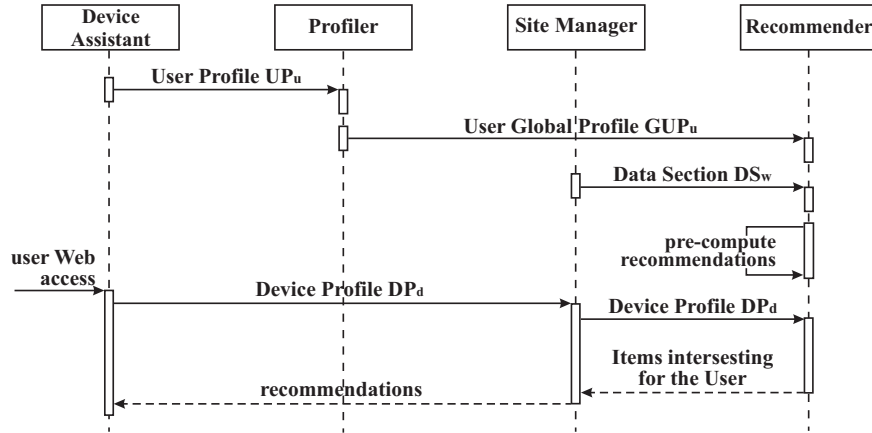 Device
Assistant
Profiler
Site Manager
Recommender
User Profile UPu
User Global Profile GUPu
Data Section DSw
pre-compute
recommendations
user Web
access
Device Profile DPd
Device Profile DPd
Items intersesting
for the User
recommendations